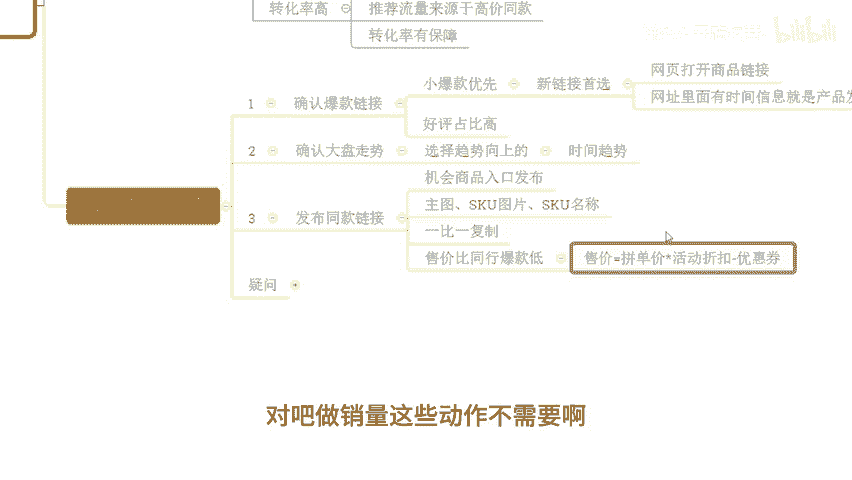 转化率高 推荐流量来源于高价同款
转化率有保障
bilibili
网页打开商品链接
小爆款优先 新链接首选
网址里面有时间信息就是产品发
1 确认爆款链接
好评占比高
2 确认大盘走势 选择趋势向上的 时间趋势
机会商品入口发布
主图、SKU图片、SKU名称
3 发布同款链接
一比一复制
售价比同行爆款低 售价=拼单价*活动折扣-优惠券
疑问
对吧做销量这些动作不需要啊